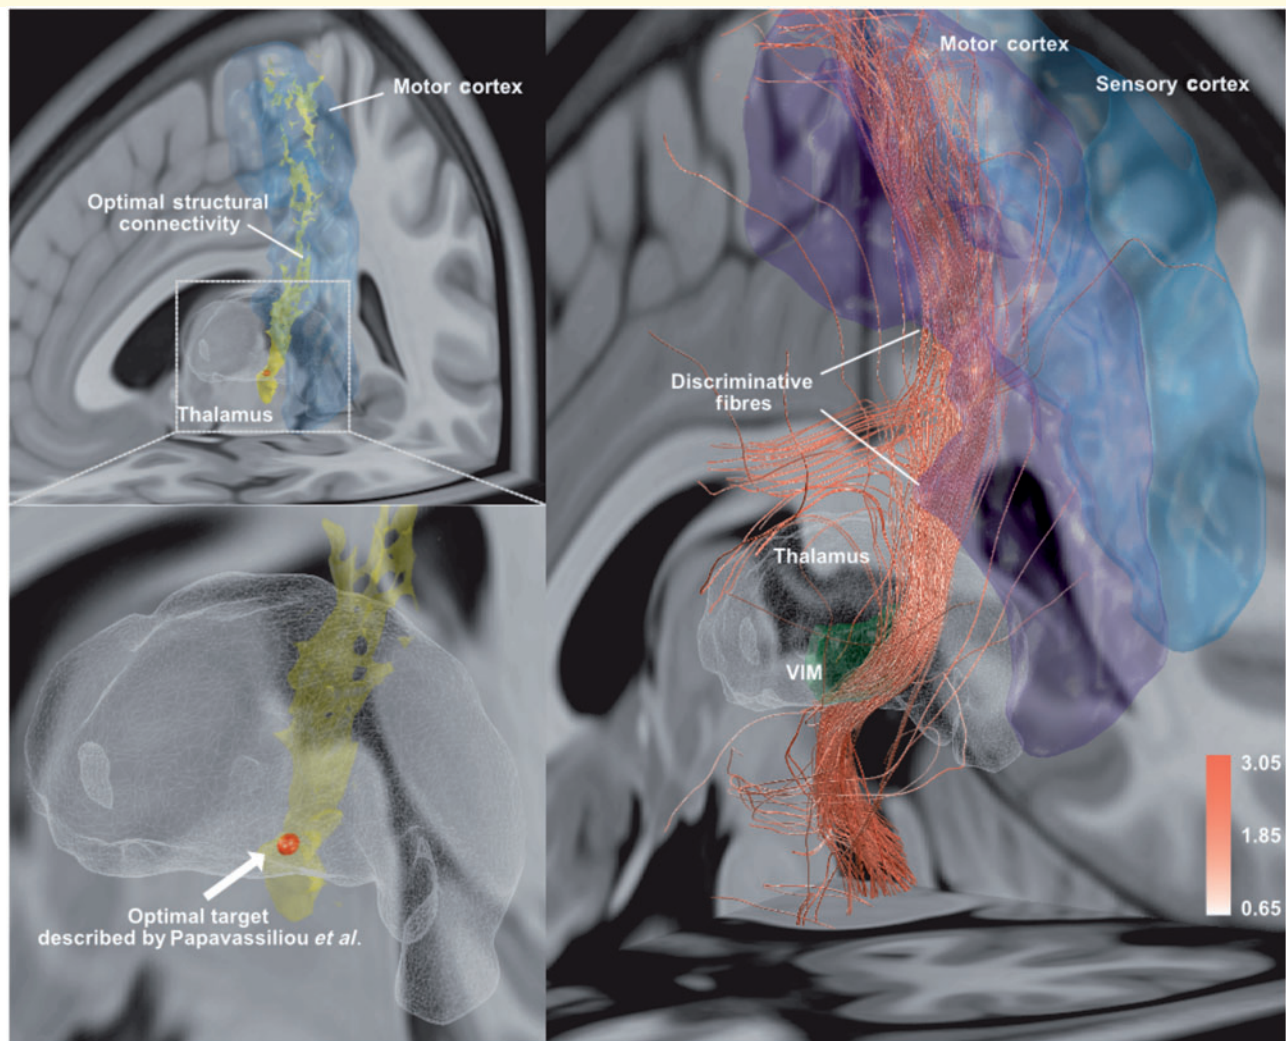 Motor cortex
Optimal structural
connectivity
Thalamus
Optimal target
described by Papavassiliou et al.
Motor cortex
Sensory cortex
Discriminative
fibres
Thalamus
VIM
3.05
1.85
0.65